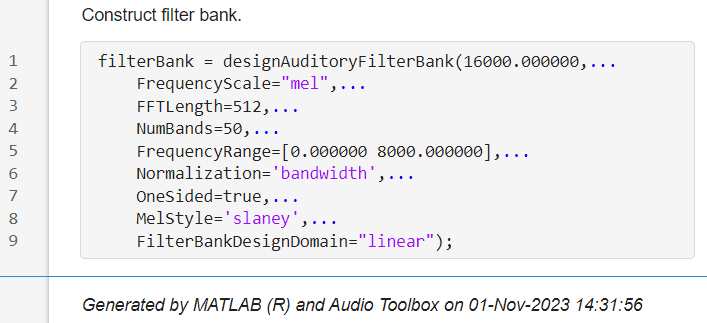 Construct filter bank.
1 filterBank = designAuditoryFilterBank(16000.000000,...
2 FrequencyScale="mel",...
3 FFTLength=512,...
4 NumBands=50,...
5 FrequencyRange=[0.000000 8000.000000],...
6 Normalization='bandwidth',...
7 OneSided=true,...
8 MelStyle='slaney',...
9 FilterBankDesignDomain="linear");
Generated by MATLAB (R) and Audio Toolbox on 01-Nov-2023 14:31:56